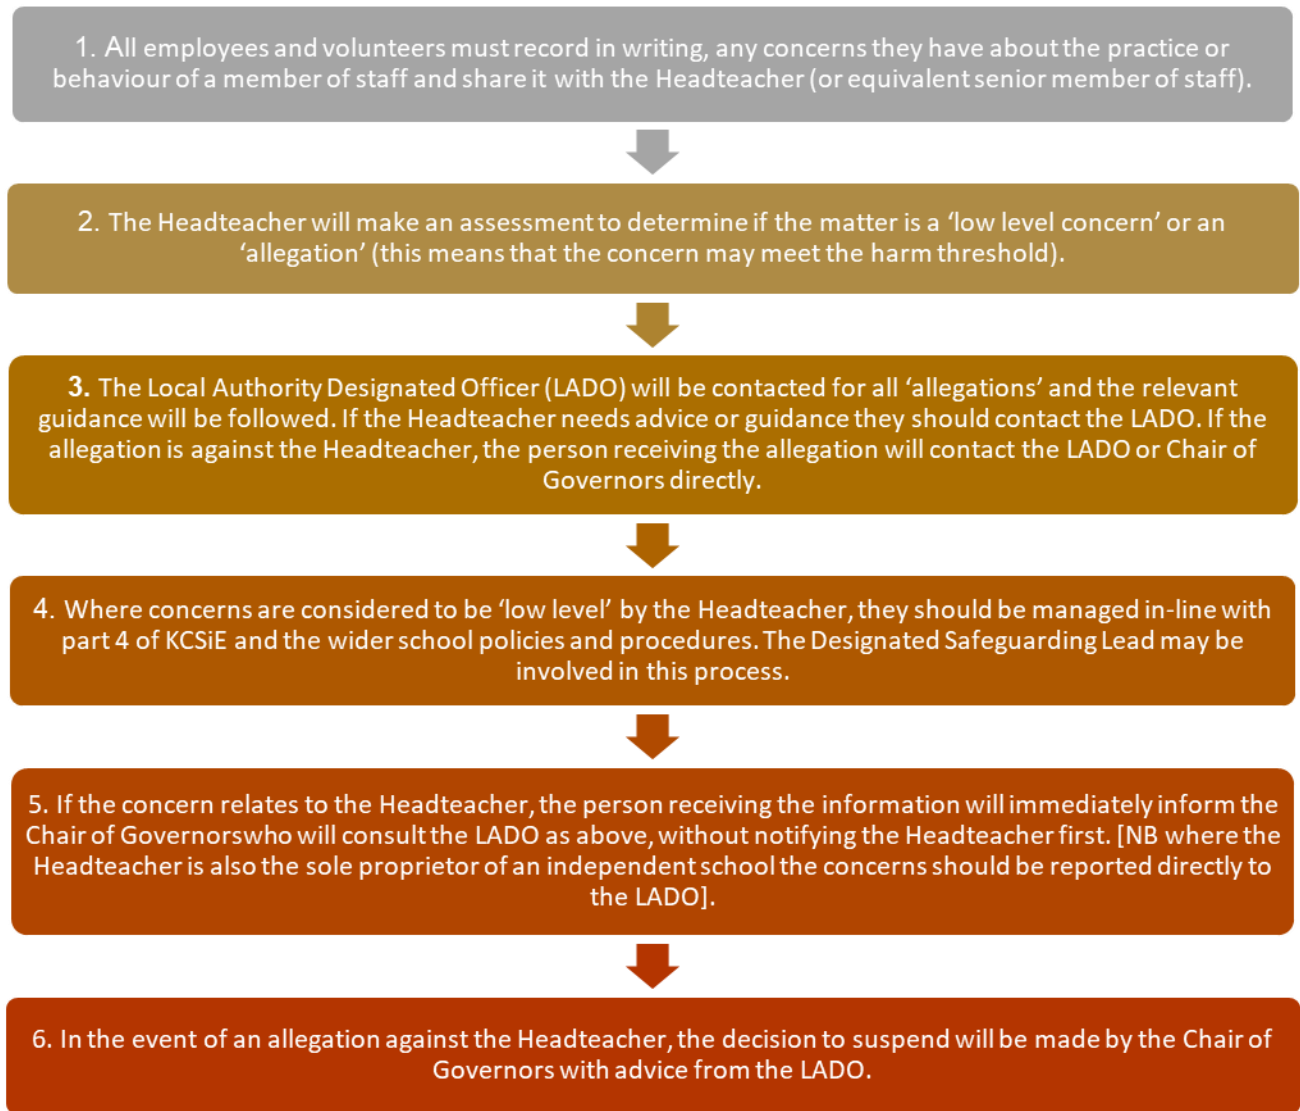 1. All employees and volunteers must record in writing, any concerns they have about the practice or
behaviour of a member of staff and share it with the Headteacher (or equivalent senior member of staff).
2. The Headteacher will make an assessment to determine if the matter is a ‘low level concern’ or an
‘allegation’ (this means that the concern may meet the harm threshold).
3. The Local Authority Designated Officer (LADO) will be contacted for all ‘allegations’ and the relevant
guidance will be followed. If the Headteacher needs advice or guidance they should contact the LADO. If the
allegation is against the Headteacher, the person receiving the allegation will contact the LADO or Chair of
Governors directly.
4. Where concerns are considered to be ‘low level’ by the Headteacher, they should be managed in-line with
part 4 of KCSiE and the wider school policies and procedures. The Designated Safeguarding Lead may be
involved in this process.
5. If the concern relates to the Headteacher, the person receiving the information will immediately inform the
Chair of Governorswho will consult the LADO as above, without notifying the Headteacher first. [NB where the
Headteacher is also the sole proprietor of an independent school the concerns should be reported directly to
the LADO].
6. In the event of an allegation against the Headteacher, the decision to suspend will be made by the Chair of
Governors with advice from the LADO.